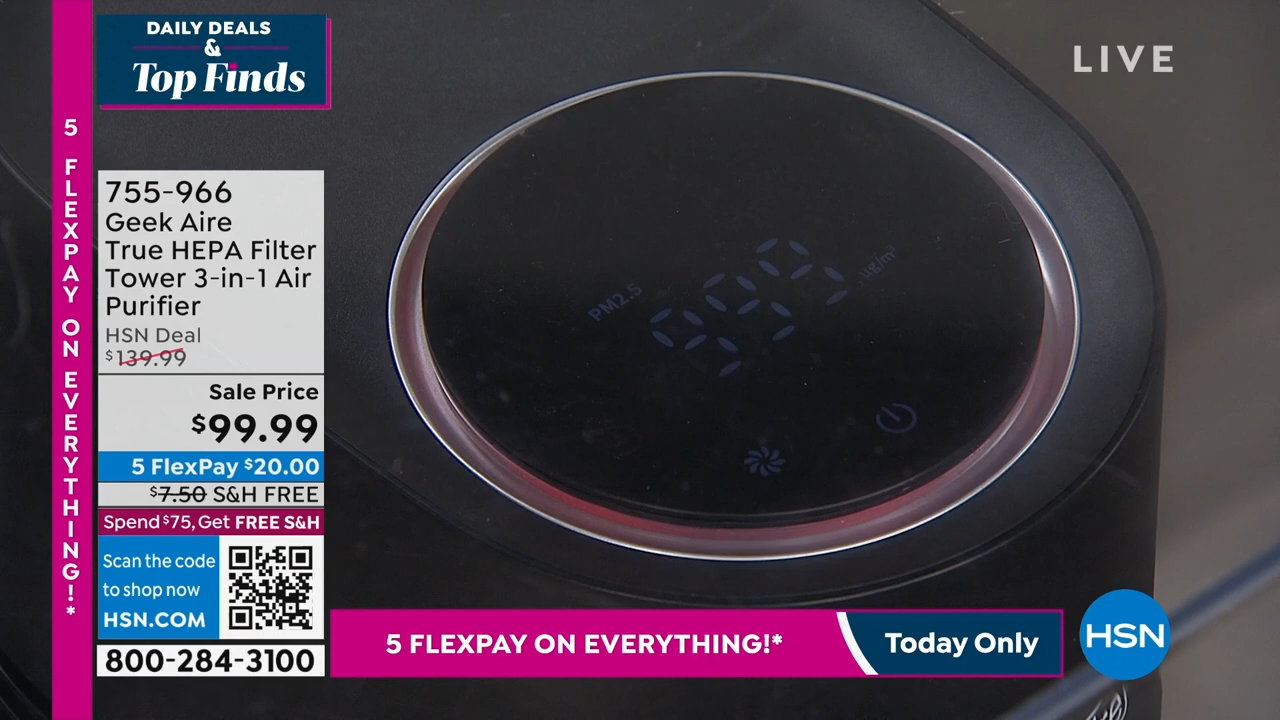 5 FLEXPAY ON EVERYTHING!*
DAILY DEALS
&
Top Finds
LIVE
755-966
Geek Aire
True HEPA Filter
Tower 3-in-1 Air
Purifier
HSN Deal
$139.99
Sale Price
$99.99
5 FlexPay $20.00
$7.50 S&H FREE
Spend $75, Get FREE S&H
Scan the code
to shop now
HSN.COM
800-284-3100
PM2.5
µg/m³
5 FLEXPAY ON EVERYTHING!*
Today Only
HSN